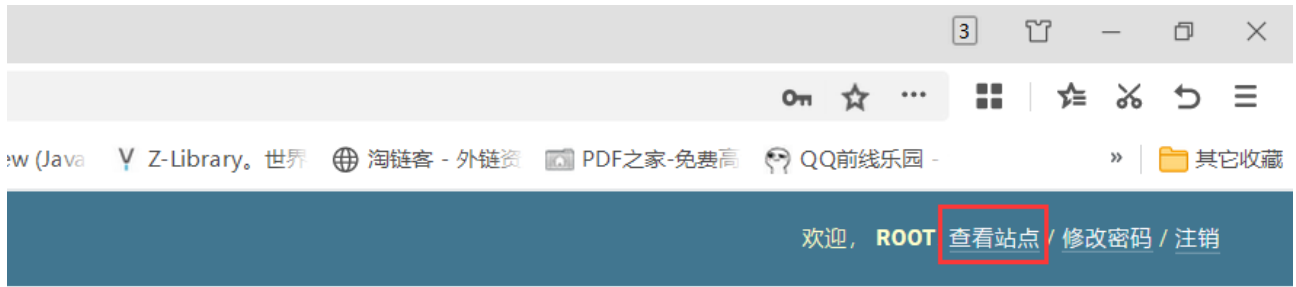 3
ew (Java Z-Library。世界 淘链客 - 外链资 PDF之家-免费高 QQ前线乐园 - » 其它收藏
欢迎， ROOT 查看站点 / 修改密码 / 注销